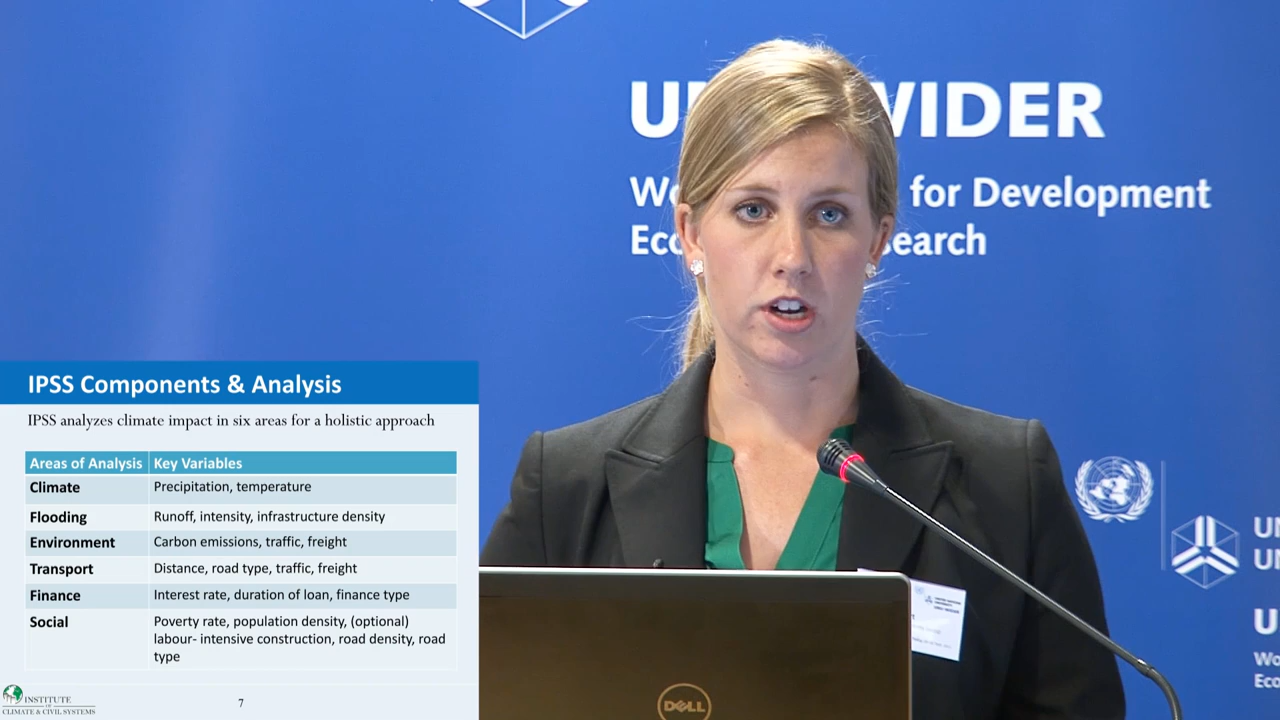 WIDER
for Development
IPSS Components & Analysis
IPSS analyzes climate impact in six areas for a holistic approach
Areas of Analysis Key Variables
Climate Precipitation, temperature
Flooding Runoff, intensity, infrastructure density
Environment Carbon emissions, traffic, freight
Transport Distance, road type, traffic, freight
Finance Interest rate, duration of loan, finance type
Social Poverty rate, population density, (optional)
labour- intensive construction, road density, road
type
INSTITUTE
OF
CLIMATE & CIVIL SYSTEMS
7
DELL